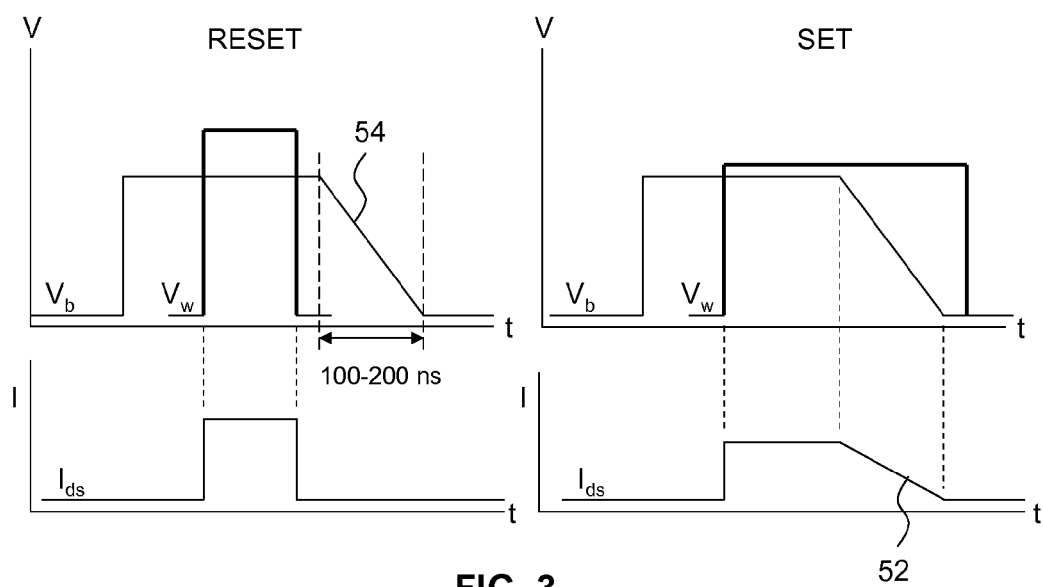 V
RESET
54
V_b
V_w
t
100-200 ns
I
I_ds
t
V
SET
V_b
V_w
t
I
I_ds
t
52
FIG. 3